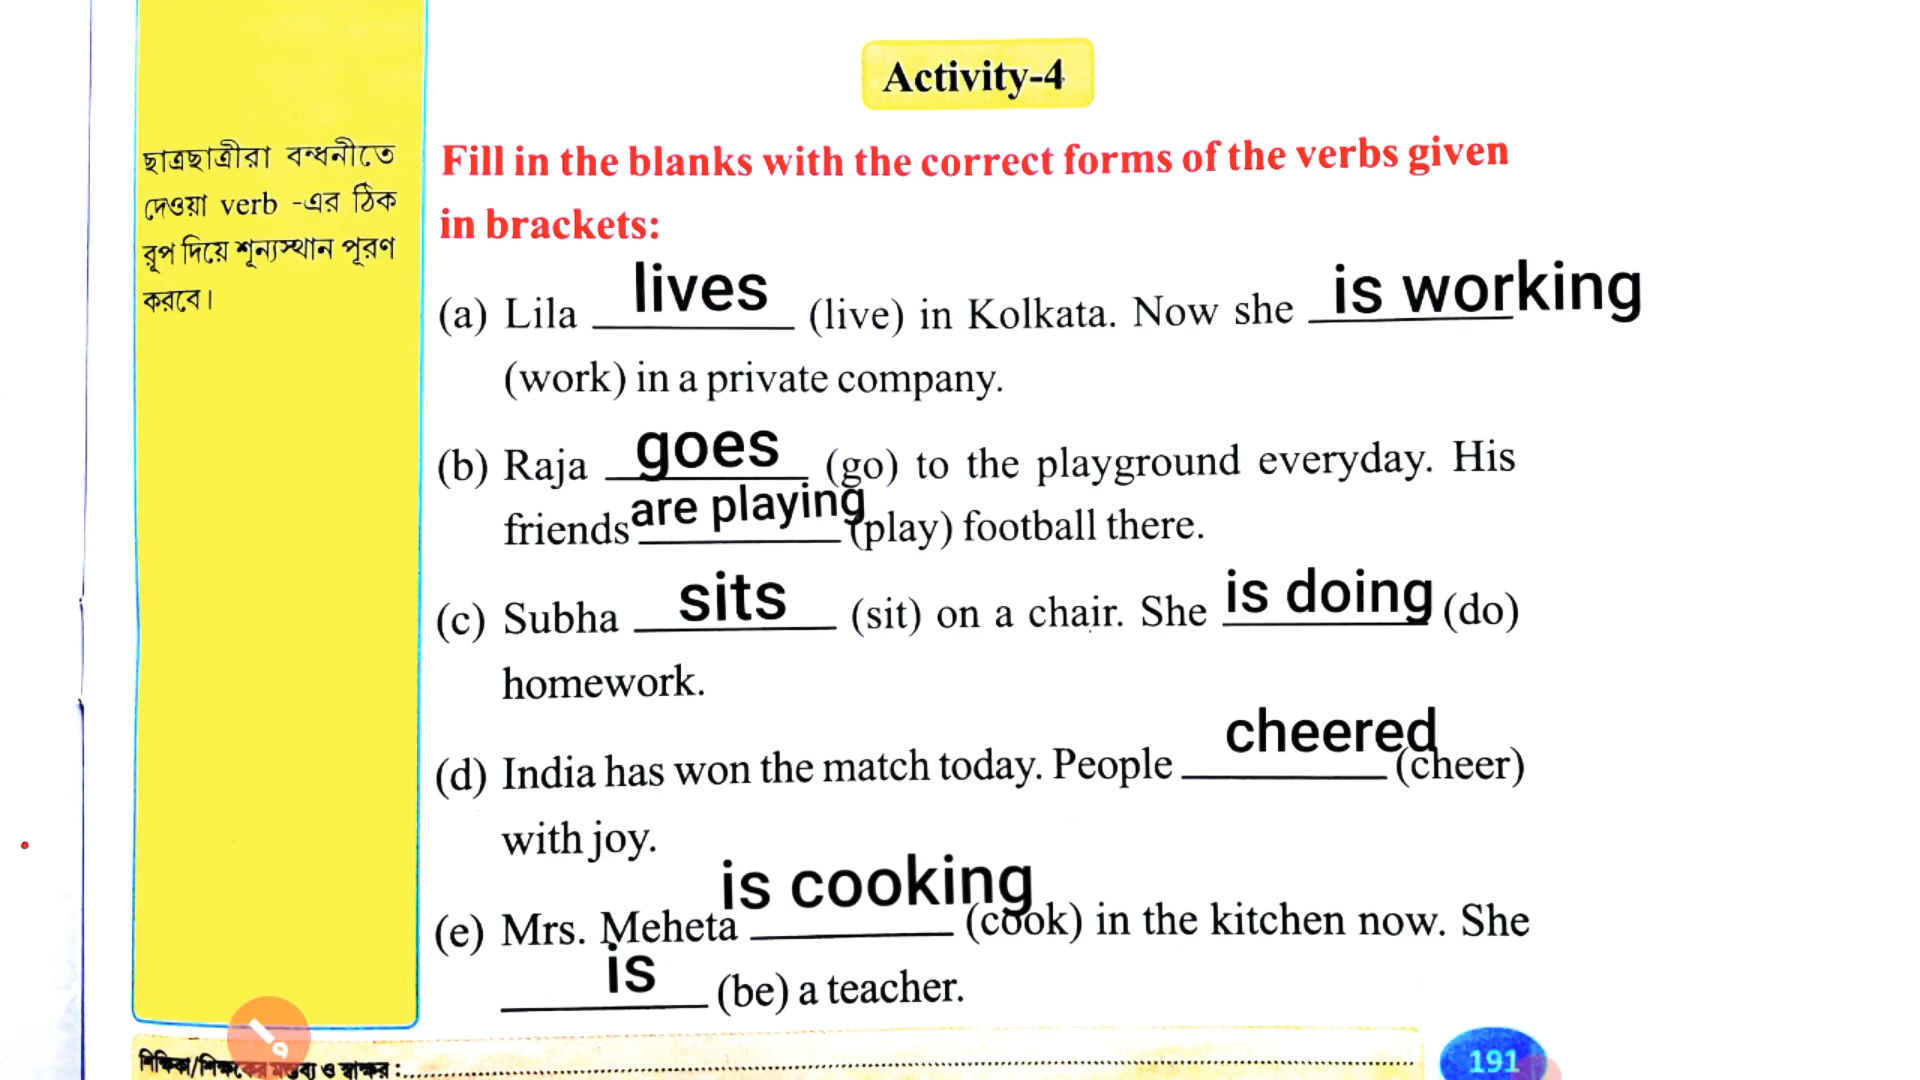 Activity-4
ছাত্রছাত্রীরা বন্ধনীতে
দেওয়া verb -এর ঠিক
রূপ দিয়ে শূন্যস্থান পূরণ
করবে।
Fill in the blanks with the correct forms of the verbs given
in brackets:
(a) Lila lives (live) in Kolkata. Now she is working
(work) in a private company.
(b) Raja goes (go) to the playground everyday. His
friends are playing (play) football there.
(c) Subha sits (sit) on a chair. She is doing (do)
homework.
(d) India has won the match today. People cheered (cheer)
with joy.
(e) Mrs. Meheta is cooking (cook) in the kitchen now. She
is (be) a teacher.
শিক্ষিকা/শিক্ষকের মন্তব্য ও স্বাক্ষর :
191